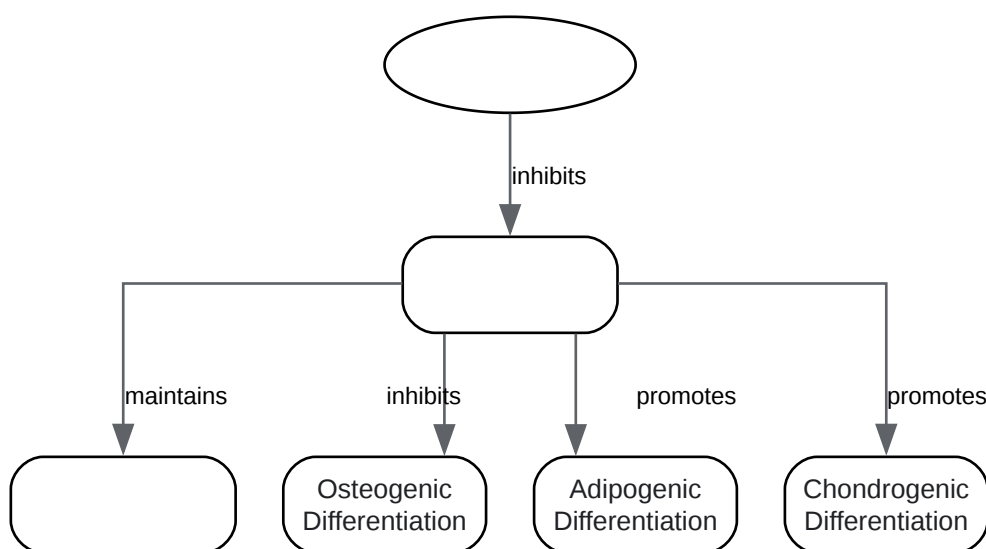 inhibits
maintains
inhibits
promotes
promotes
Osteogenic
Differentiation
Adipogenic
Differentiation
Chondrogenic
Differentiation